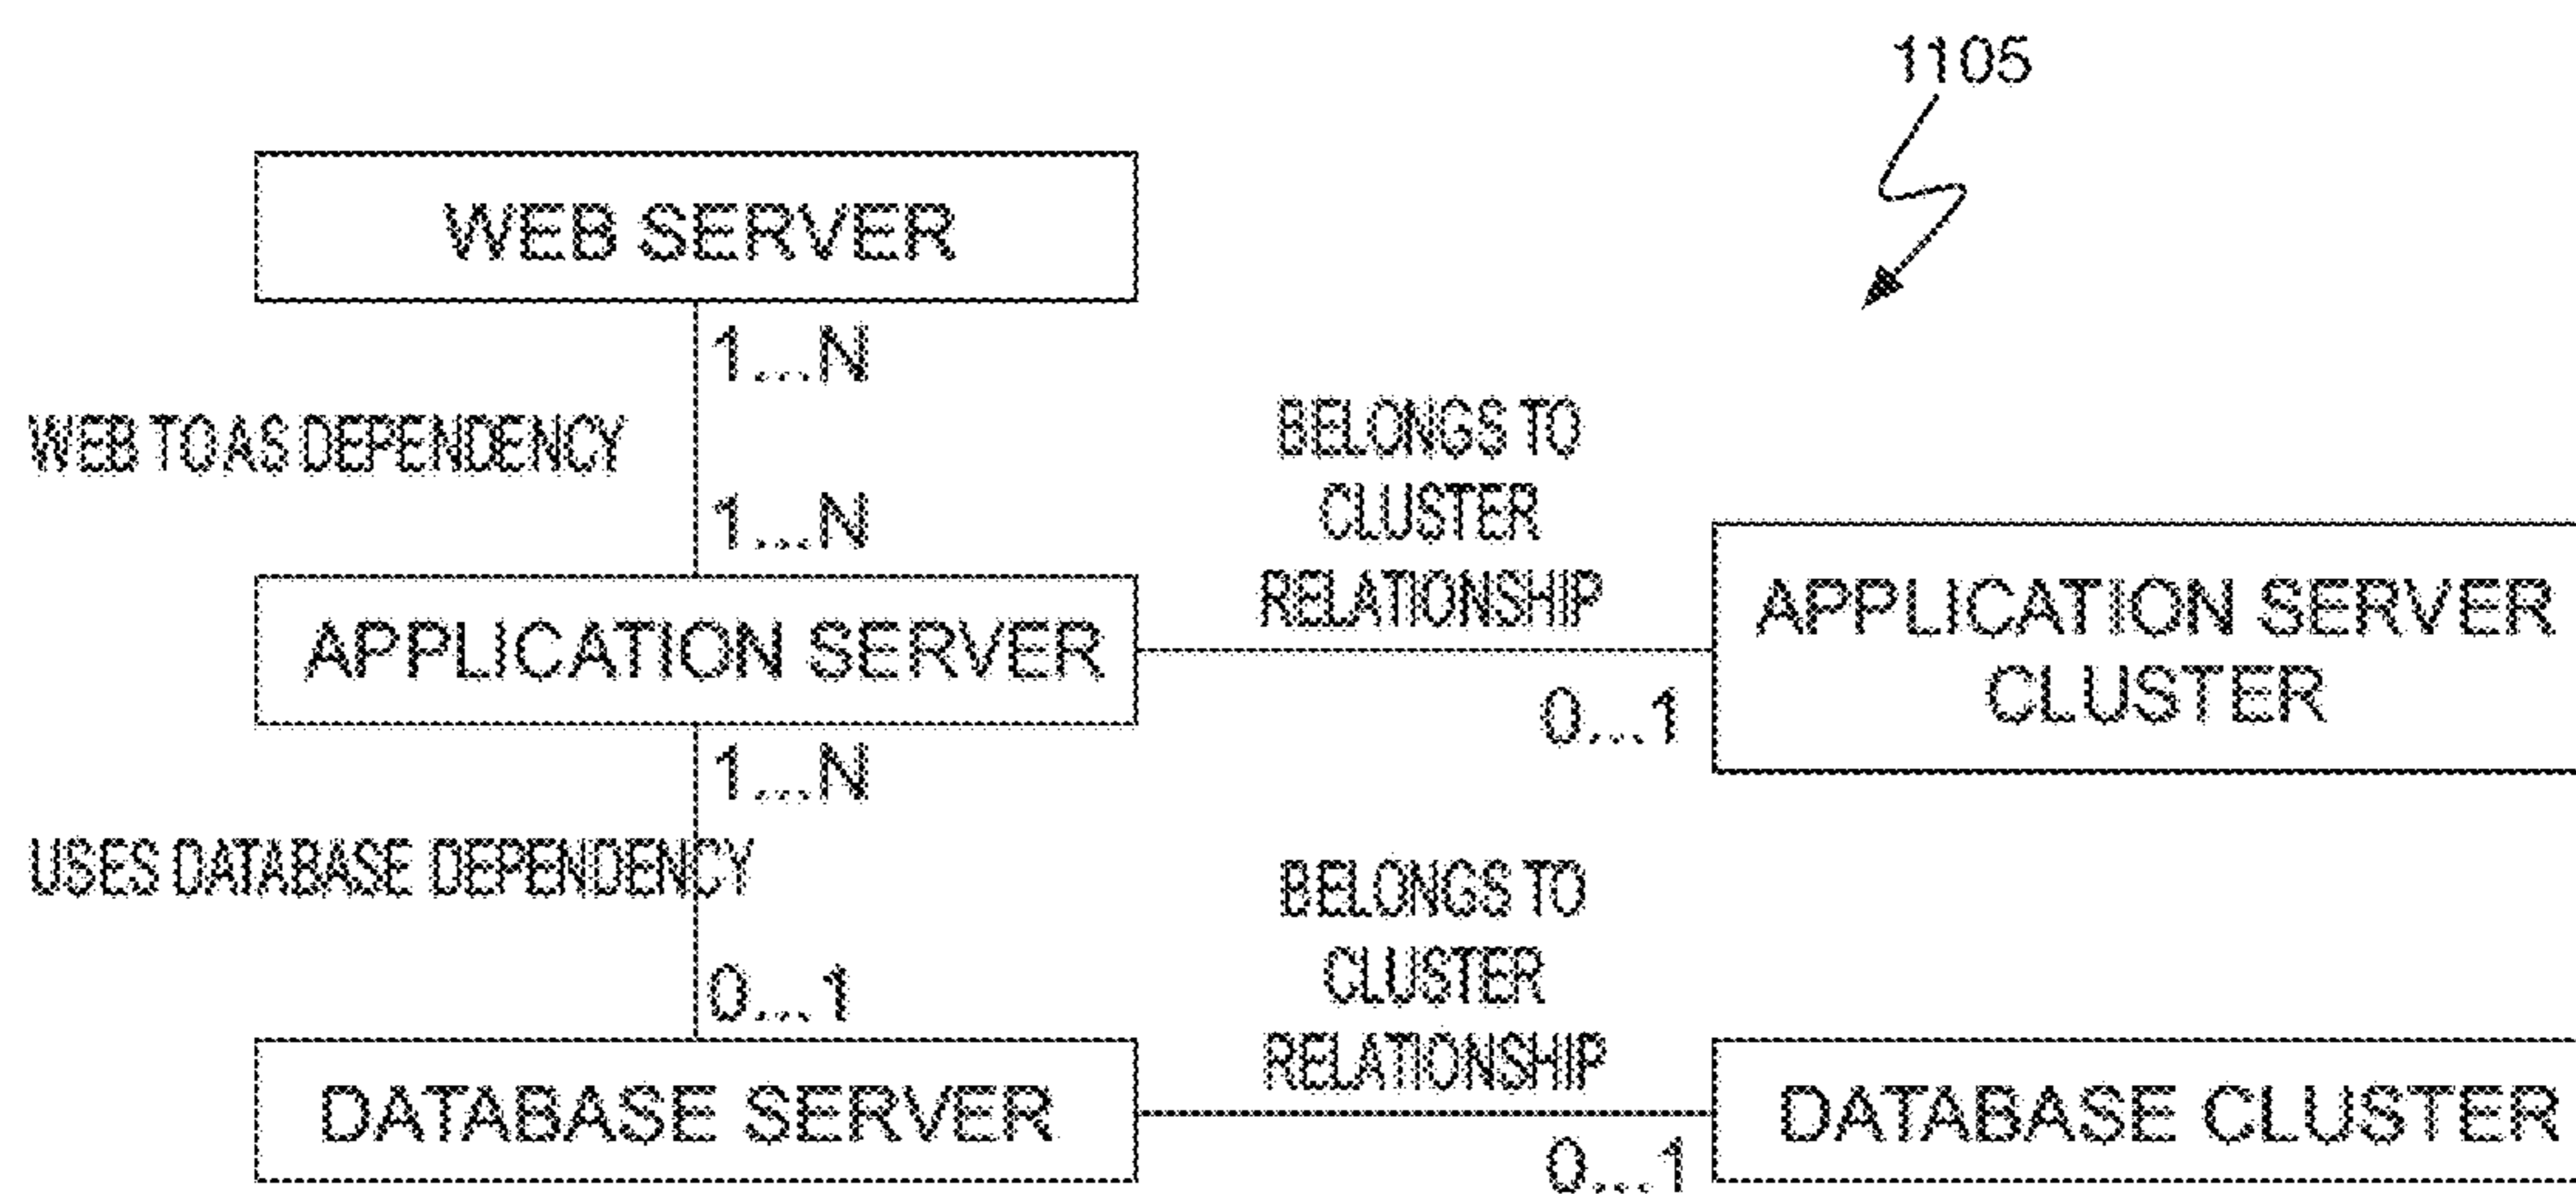 1105
WEB SERVER
1...N
WEB TO AS DEPENDENCY
1...N
BELONGS TO
CLUSTER
RELATIONSHIP
APPLICATION SERVER
APPLICATION SERVER
CLUSTER
0...1
1...N
USES DATABASE DEPENDENCY
0...1
BELONGS TO
CLUSTER
RELATIONSHIP
DATABASE SERVER
DATABASE CLUSTER
0...1